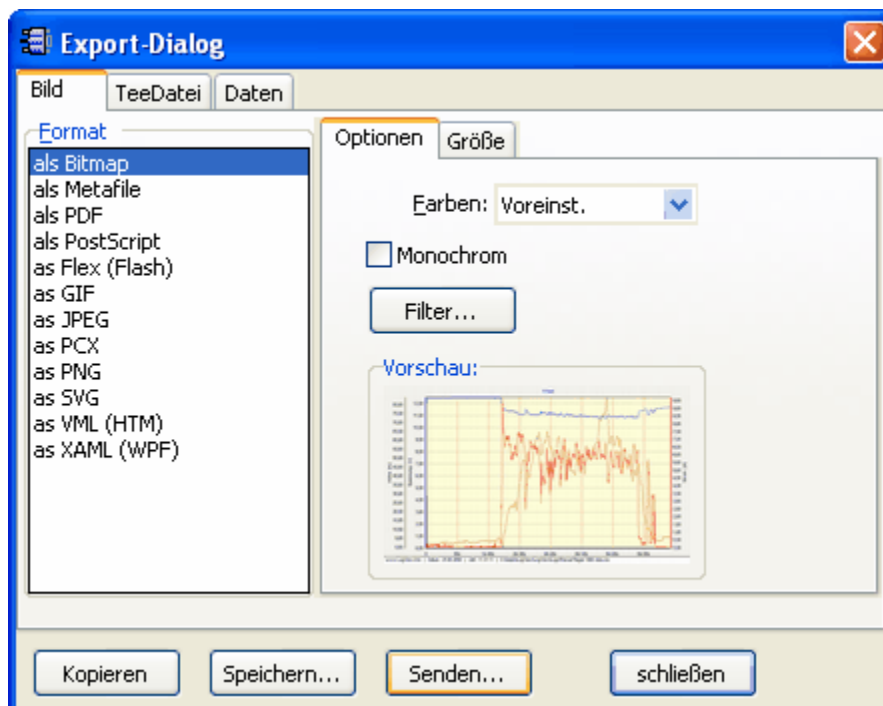 Export-Dialog
Bild TeeDatei Daten
Format
als Bitmap
als Metafile
als PDF
als PostScript
as Flex (Flash)
as GIF
as JPEG
as PCX
as PNG
as SVG
as VML (HTM)
as XAML (WPF)
Optionen Größe
Farben: Voreinst.
Monochrom
Filter...
Vorschau:
Kopieren Speichern... Senden... schließen